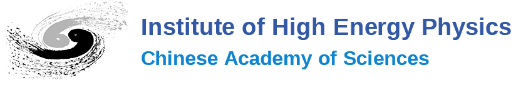 Institute of High Energy Physics
Chinese Academy of Sciences